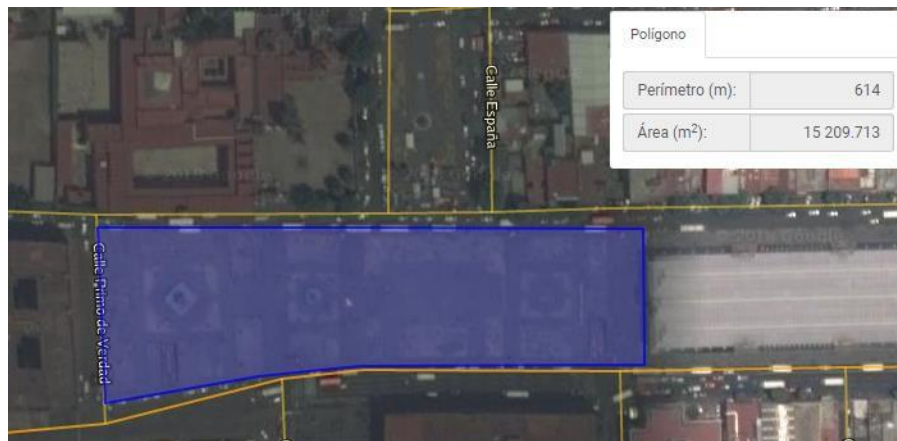 Polígono
Perímetro (m): 614
Área (m²): 15 209.713
Calle España
Calle Primo de Verdad